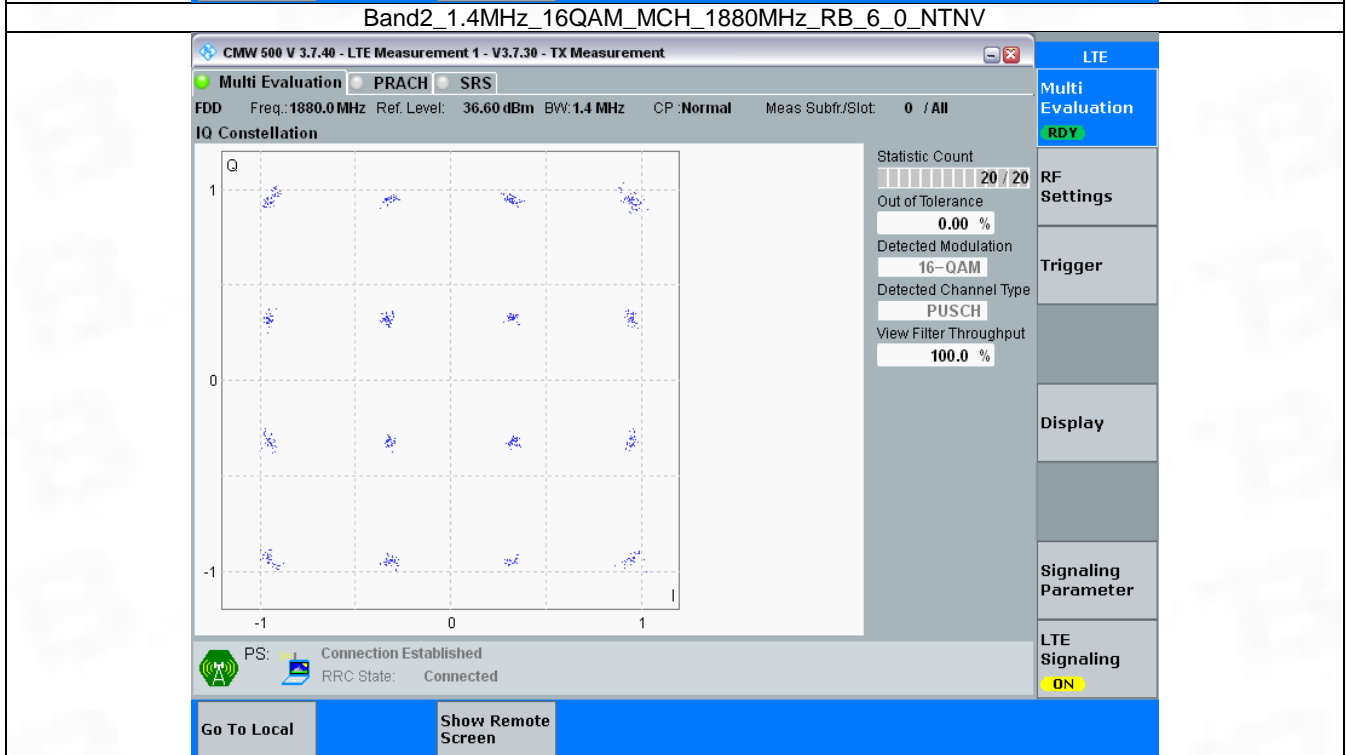 Band2_1.4MHz_16QAM_MCH_1880MHz_RB_6_0_NTNV
CMW 500 V 3.7.40 - LTE Measurement 1 - V3.7.30 - TX Measurement
LTE
Multi Evaluation PRACH SRS
Multi
Evaluation
RDY
FDD Freq.: 1880.0 MHz Ref. Level: 36.60 dBm BW: 1.4 MHz CP : Normal Meas Subfr./Slot: 0 / All
IQ Constellation
Q
1
0
-1
-1 0 1
I
Statistic Count
20 / 20
Out of Tolerance
0.00 %
Detected Modulation
16-QAM
Detected Channel Type
PUSCH
View Filter Throughput
100.0 %
RF
Settings
Trigger
Display
Signaling
Parameter
LTE
Signaling
ON
PS: Connection Established
RRC State: Connected
Go To Local
Show Remote
Screen